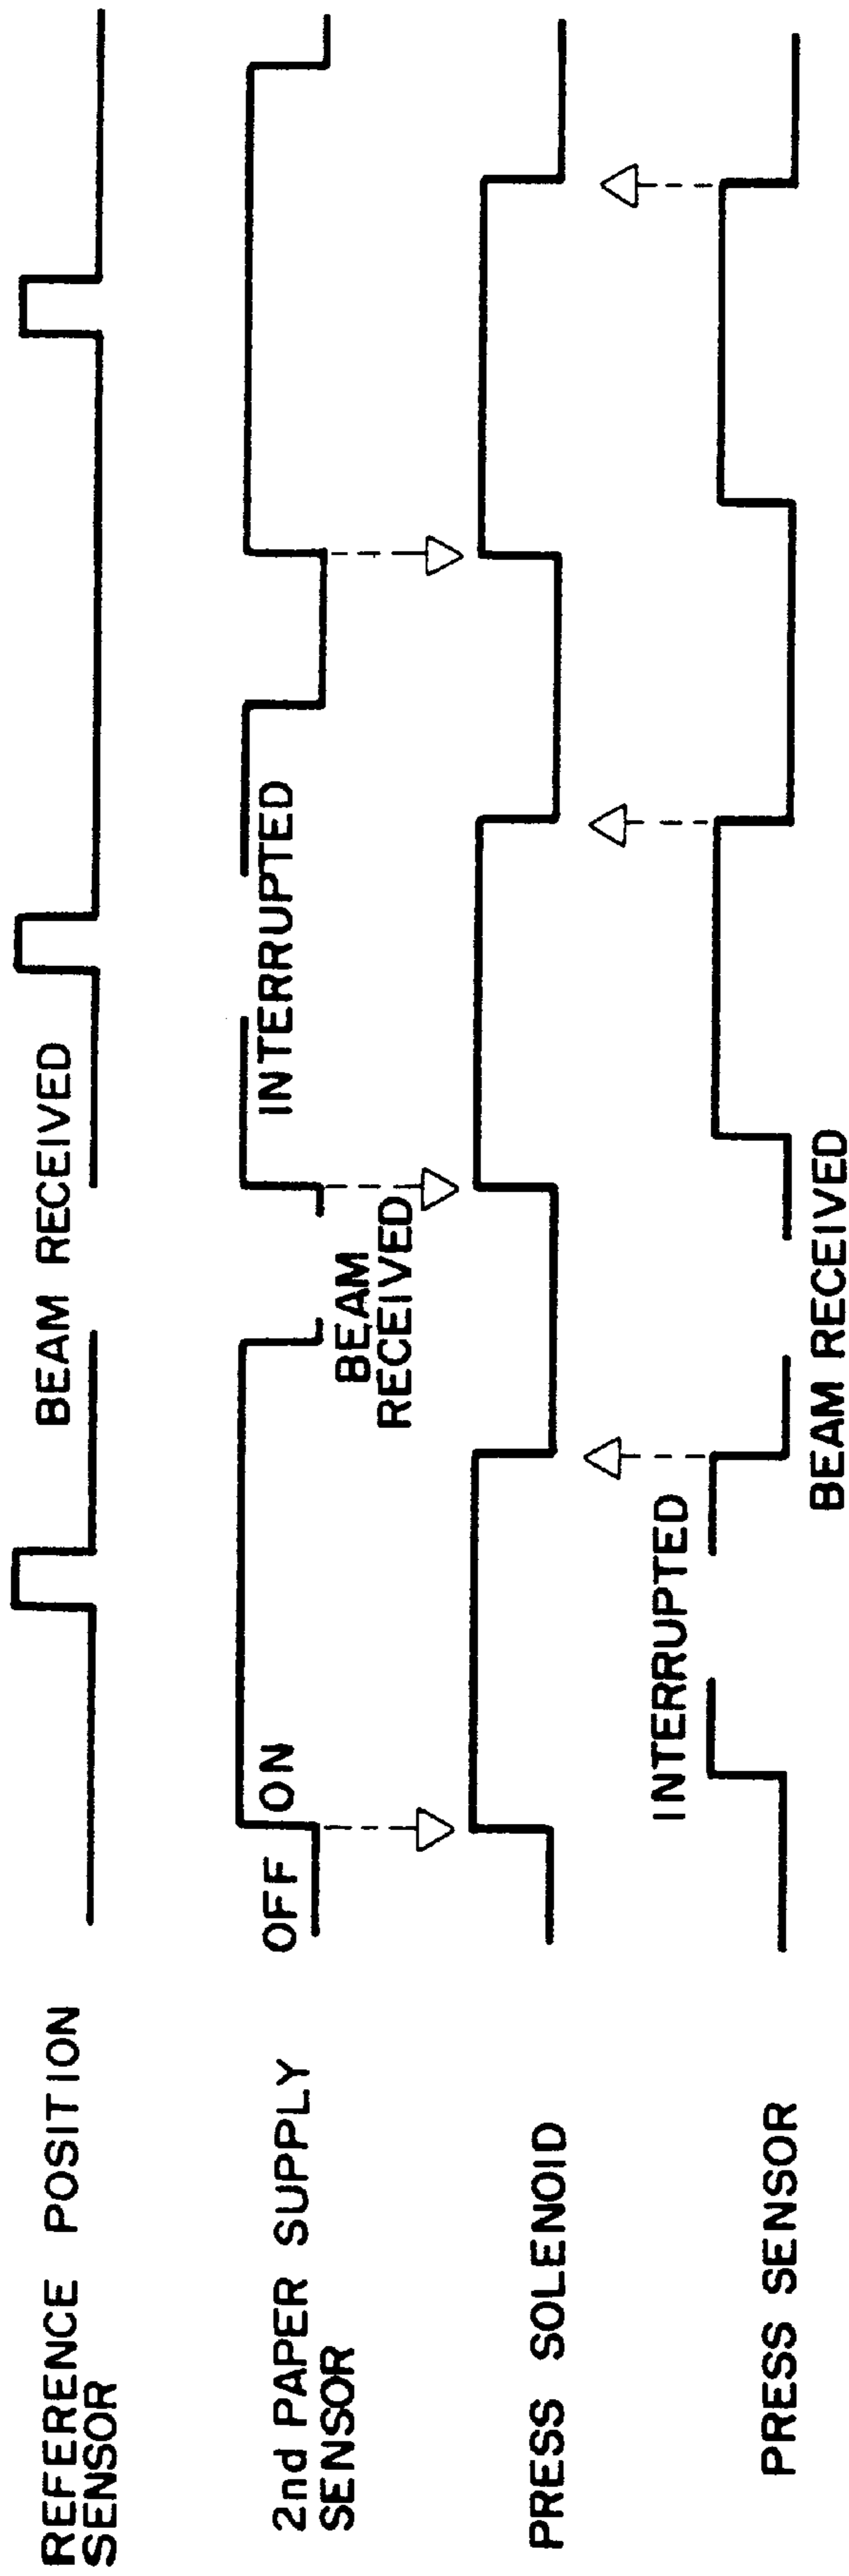 REFERENCE POSITION
SENSOR
BEAM RECEIVED
2nd PAPER SUPPLY
SENSOR
OFF
ON
BEAM
RECEIVED
INTERRUPTED
PRESS SOLENOID
PRESS SENSOR
INTERRUPTED
BEAM RECEIVED